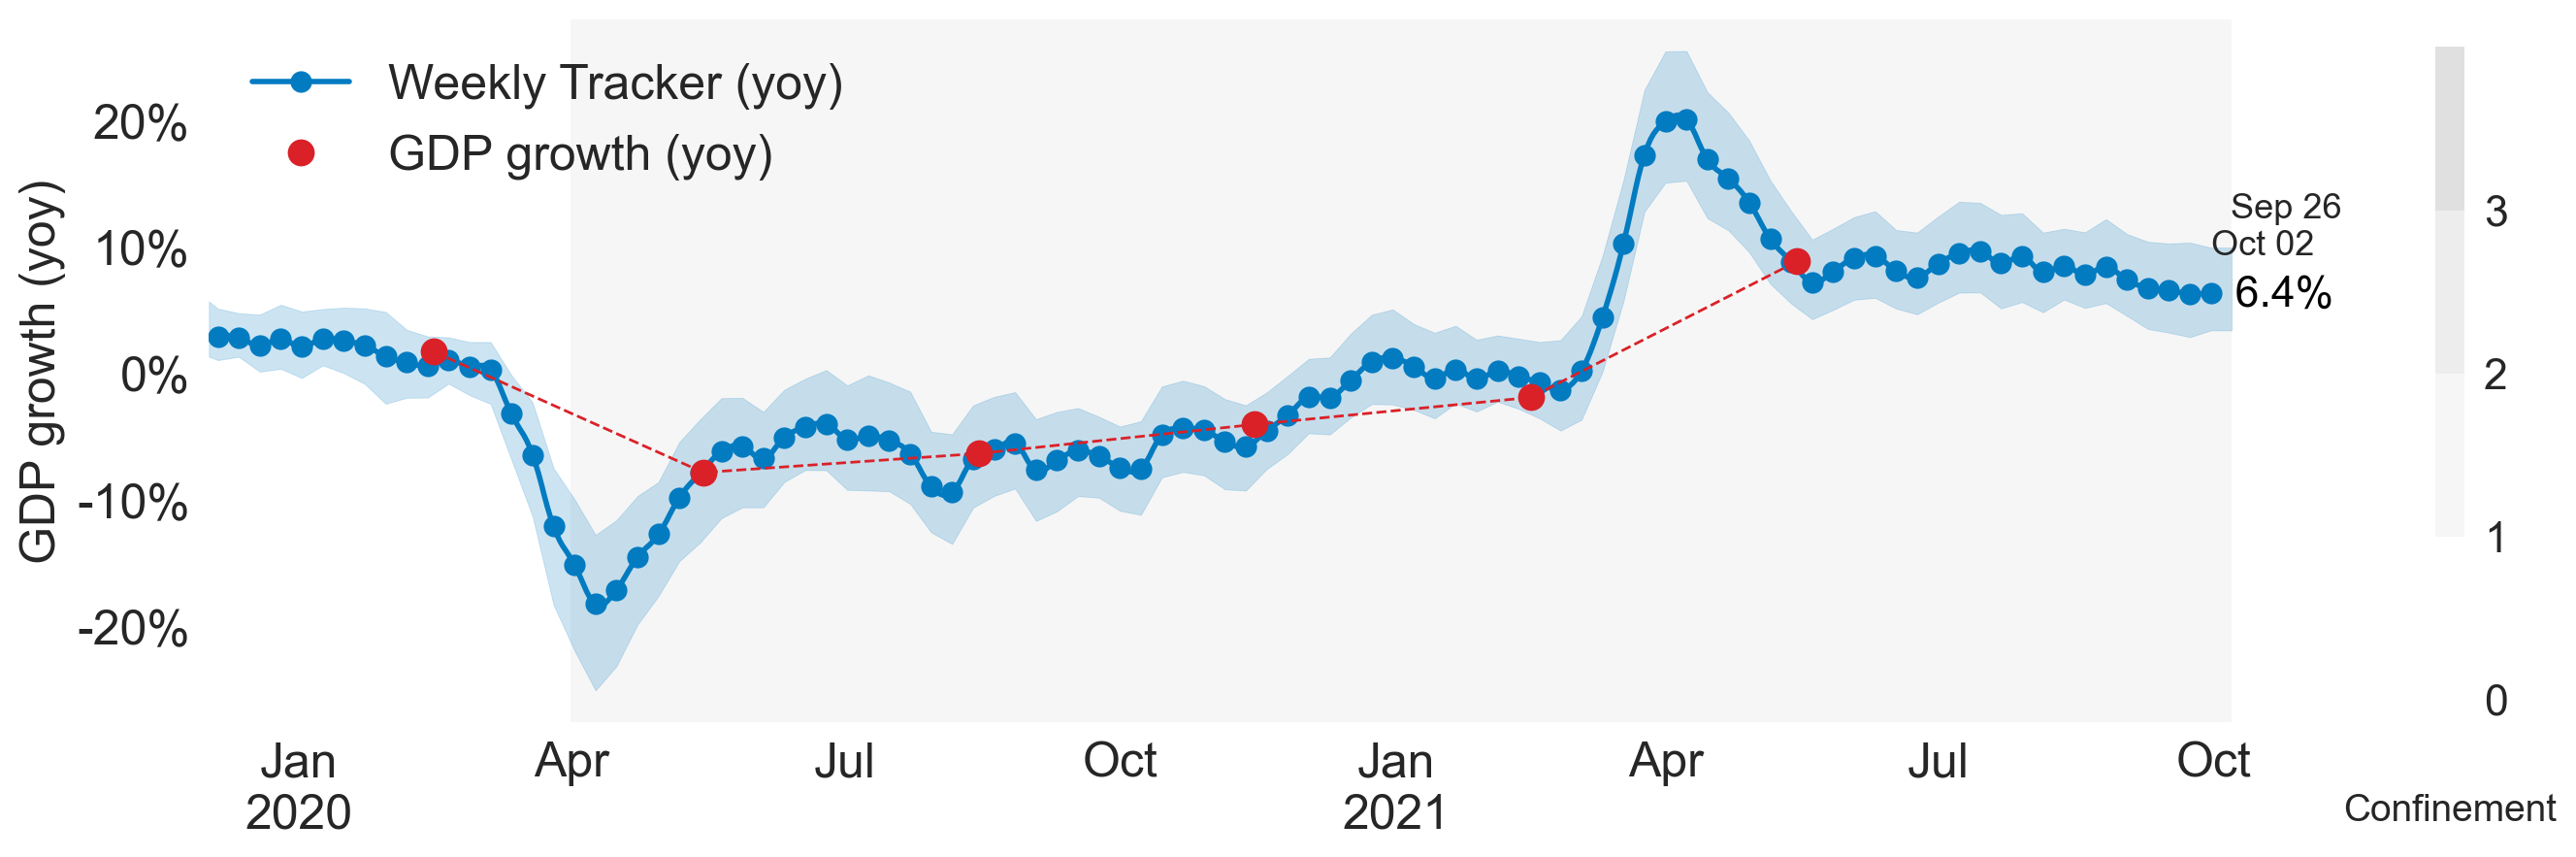 Weekly Tracker (yoy)
GDP growth (yoy)
GDP growth (yoy)
20%
10%
0%
-10%
-20%
Sep 26
Oct 02
6.4%
Jan
2020
Apr
Jul
Oct
Jan
2021
Apr
Jul
Oct
3
2
1
0
Confinement